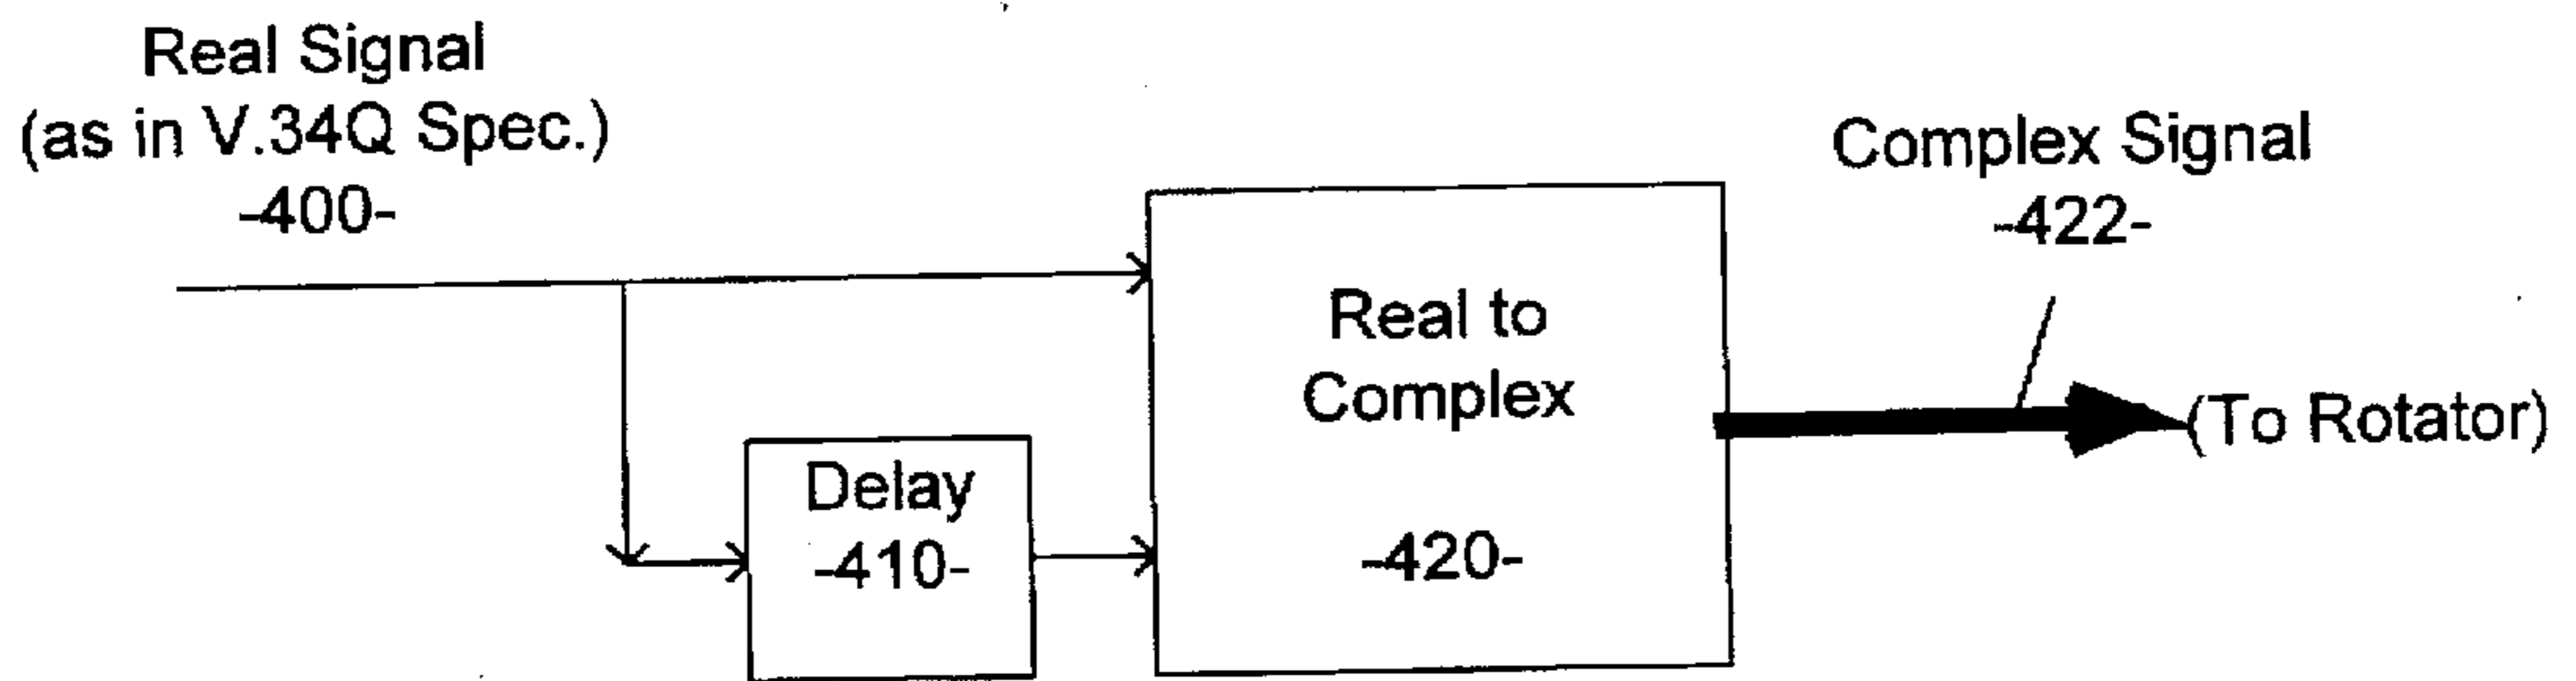 Real Signal
(as in V.34Q Spec.)
-400-
Complex Signal
-422-
Real to
Complex
-420-
Delay
-410-
(To Rotator)